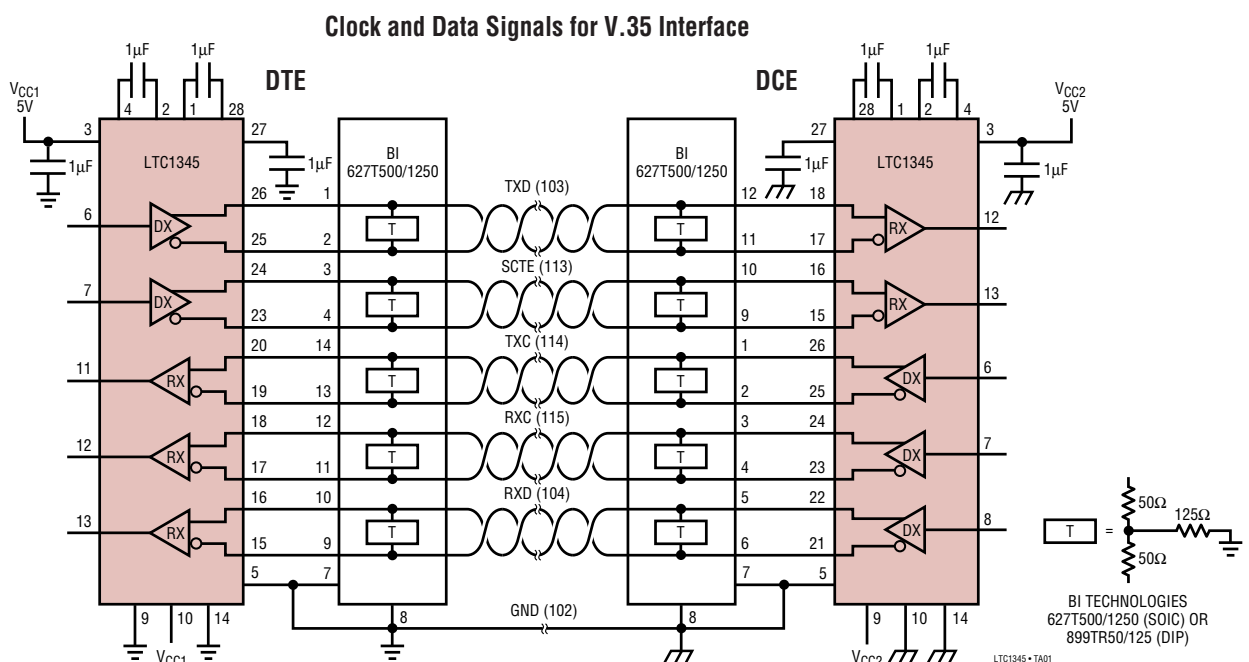 Clock and Data Signals for V.35 Interface
1µF 1µF
DTE
DCE
1µF 1µF
VCC1
5V
VCC2
5V
4 2 1 28
28 1 2 4
3
27
27
3
1µF
LTC1345
1µF
BI
627T500/1250
BI
627T500/1250
1µF
LTC1345
1µF
TXD (103)
6 DX 26 1 T T 12 18 RX 12
25 2 11 17
SCTE (113)
7 DX 24 3 T T 10 16 RX 13
23 4 9 15
TXC (114)
11 RX 20 14 T T 1 26 DX 6
19 13 2 25
RXC (115)
12 RX 18 12 T T 3 24 DX 7
17 11 4 23
RXD (104)
13 RX 16 10 T T 5 22 DX 8
15 9 6 21
5 7 7 5
GND (102)
9 10 14
8
8
9 10 14
VCC1
VCC2
T =
50Ω
125Ω
50Ω
BI TECHNOLOGIES
627T500/1250 (SOIC) OR
899TR50/125 (DIP)
LTC1345 • TA01